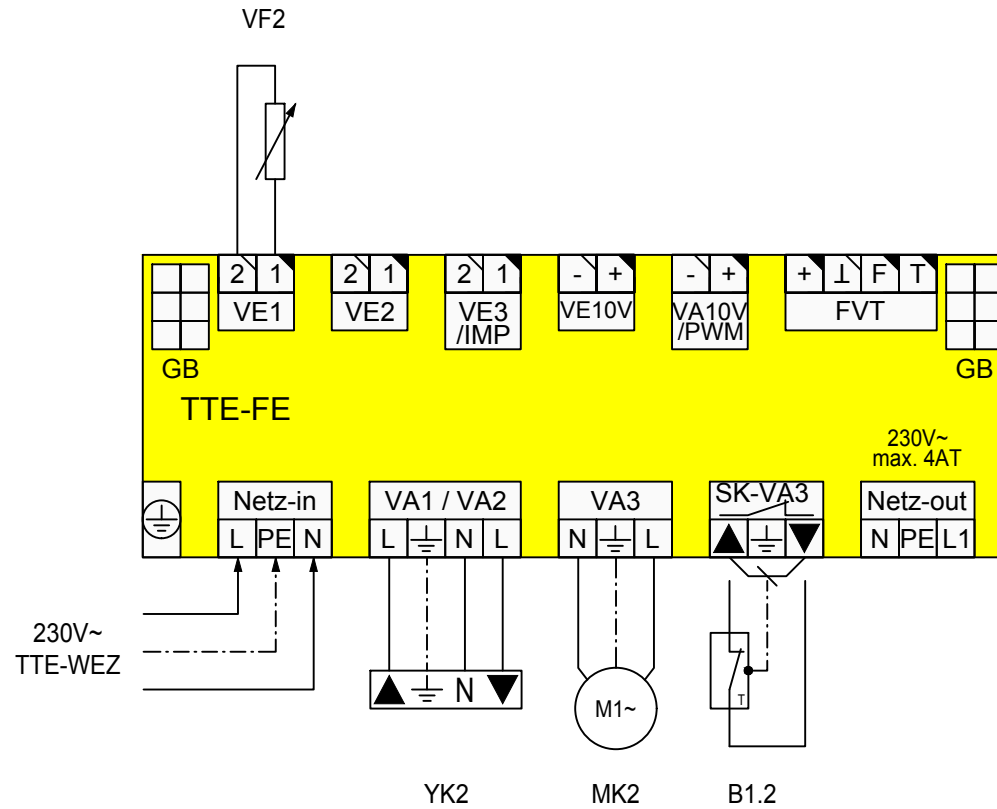 VF2
2 1 2 1 2 1 - + - + + ⊥ F T
VE1 VE2 VE3 /IMP VE10V VA10V /PWM FVT
GB GB
TTE-FE
230V~
max. 4AT
Netz-in VA1 / VA2 VA3 SK-VA3 Netz-out
L PE N L ⏚ N L N ⏚ L ▲ ⏚ ▼ N PE L1
230V~
TTE-WEZ
▲ ⏚ N ▼
M1~
T
YK2 MK2 B1.2